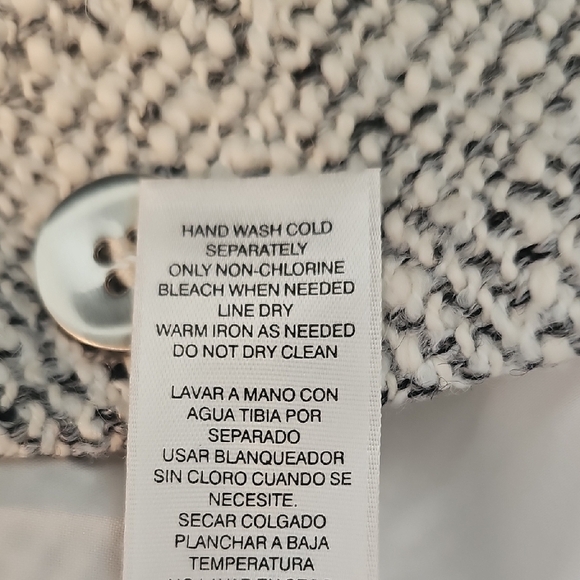 HAND WASH COLD
SEPARATELY
ONLY NON-CHLORINE
BLEACH WHEN NEEDED
LINE DRY
WARM IRON AS NEEDED
DO NOT DRY CLEAN
LAVAR A MANO CON
AGUA TIBIA POR
SEPARADO
USAR BLANQUEADOR
SIN CLORO CUANDO SE
NECESITE.
SECAR COLGADO
PLANCHAR A BAJA
TEMPERATURA